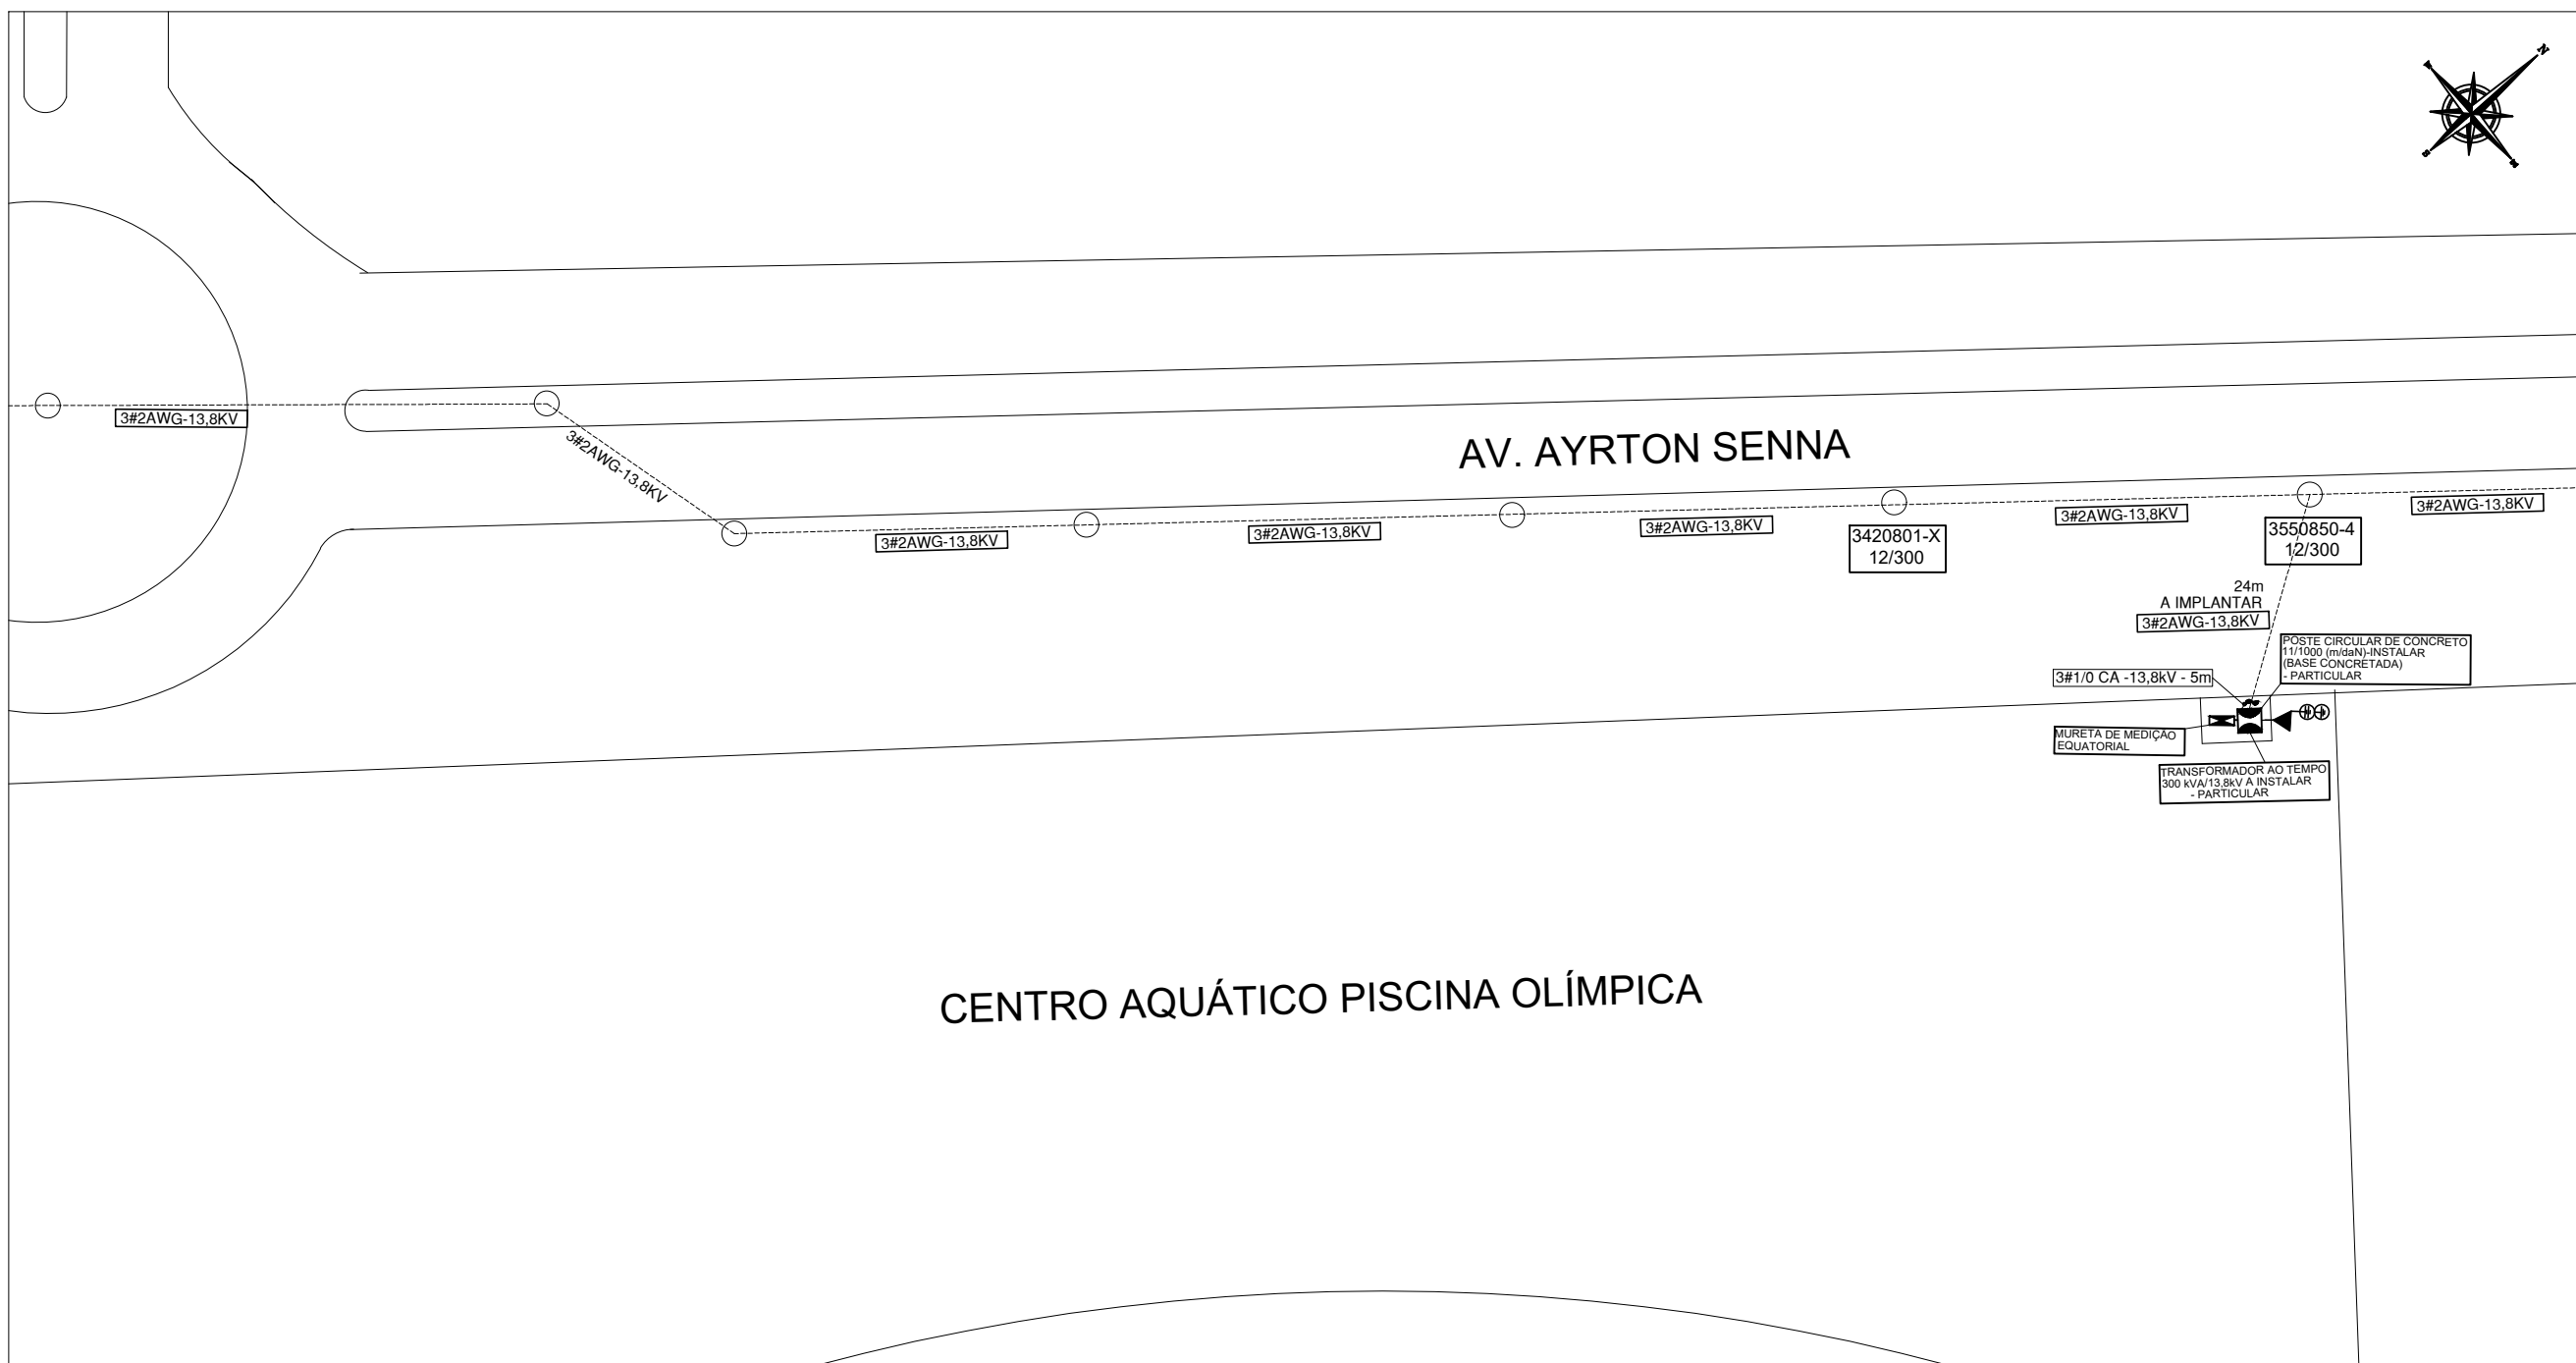 N
3#2AWG-13,8KV
3#2AWG-13,8KV
AV. AYRTON SENNA
3#2AWG-13,8KV
3#2AWG-13,8KV
3#2AWG-13,8KV
3#2AWG-13,8KV
3#2AWG-13,8KV
3420801-X
12/300
3550850-4
12/300
24m
A IMPLANTAR
3#2AWG-13,8KV
POSTE CIRCULAR DE CONCRETO
11/1000 (m/daN)-INSTALAR
(BASE CONCRETADA)
- PARTICULAR
3#1/0 CA -13,8kV - 5m
MURETA DE MEDIÇÃO
EQUATORIAL
TRANSFORMADOR AO TEMPO
300 kVA/13,8kV A INSTALAR
- PARTICULAR
CENTRO AQUÁTICO PISCINA OLÍMPICA